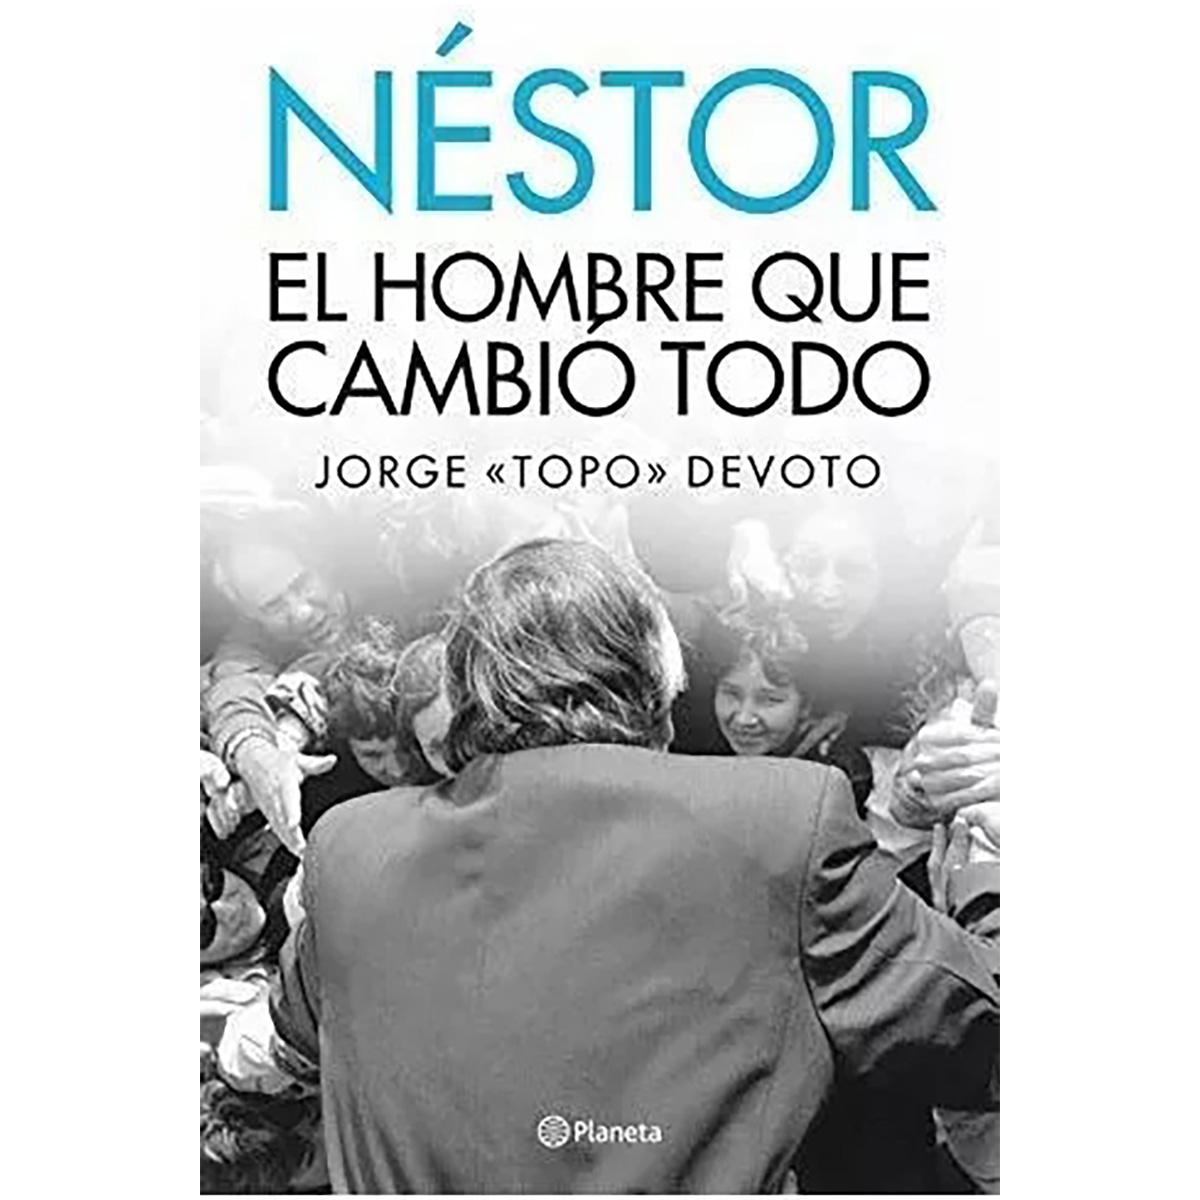 NÉSTOR
EL HOMBRE QUE
CAMBIÓ TODO
JORGE «TOPO» DEVOTO
Planeta